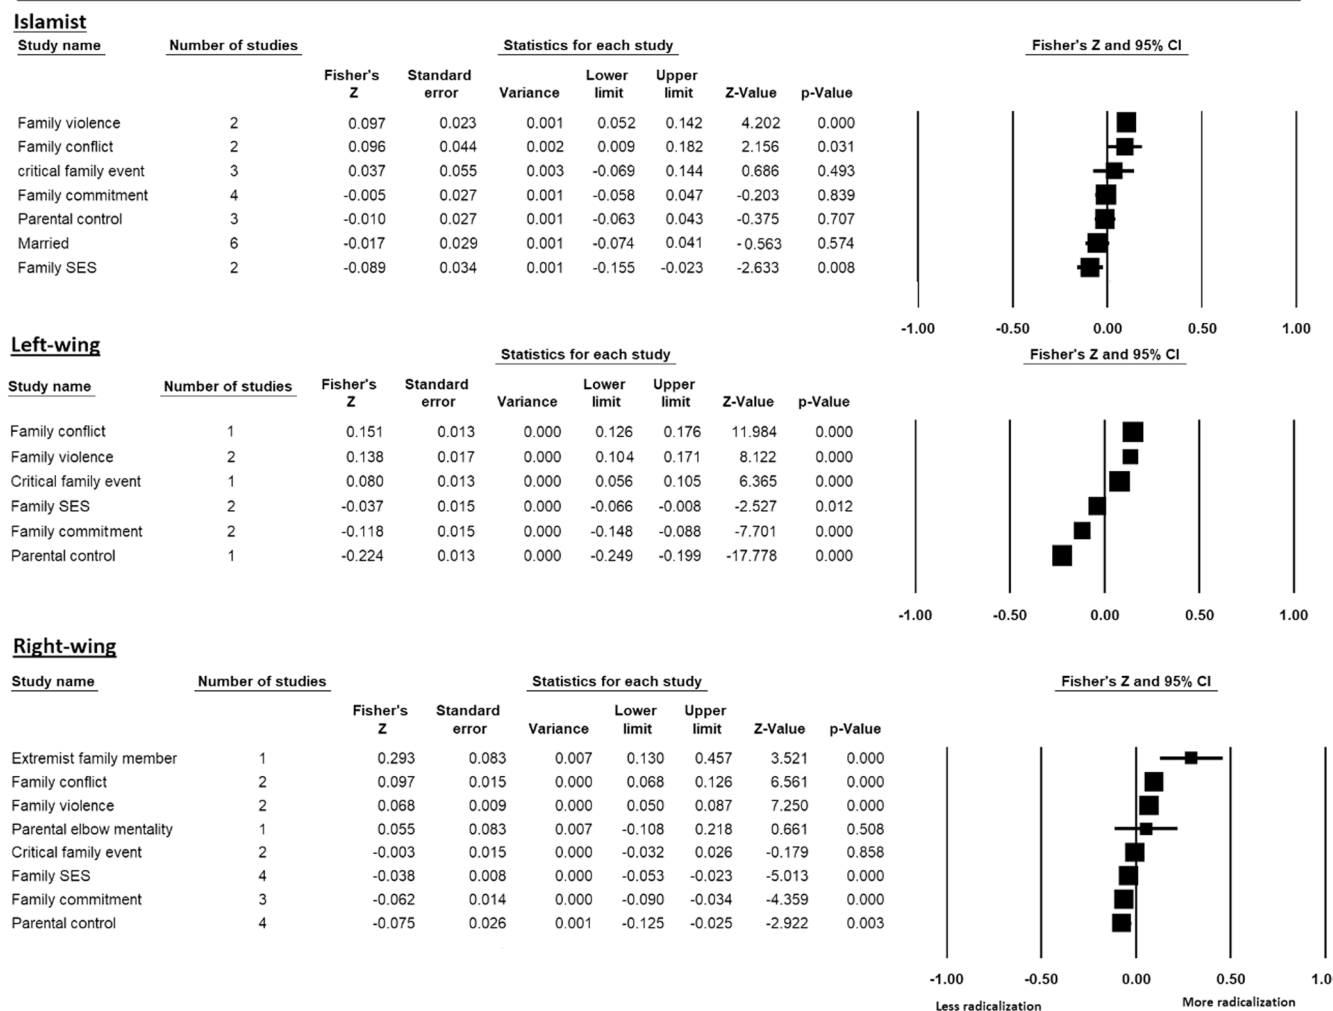 Islamist
Study name Number of studies Statistics for each study Fisher's Z and 95% CI
Fisher's Standard Lower Upper
Z error Variance limit limit Z-Value p-Value
Family violence 2 0.097 0.023 0.001 0.052 0.142 4.202 0.000
Family conflict 2 0.096 0.044 0.002 0.009 0.182 2.156 0.031
critical family event 3 0.037 0.055 0.003 -0.069 0.144 0.686 0.493
Family commitment 4 -0.005 0.027 0.001 -0.058 0.047 -0.203 0.839
Parental control 3 -0.010 0.027 0.001 -0.063 0.043 -0.375 0.707
Married 6 -0.017 0.029 0.001 -0.074 0.041 -0.563 0.574
Family SES 2 -0.089 0.034 0.001 -0.155 -0.023 -2.633 0.008
-1.00 -0.50 0.00 0.50 1.00
Left-wing
Statistics for each study Fisher's Z and 95% CI
Study name Number of studies Fisher's Standard Lower Upper
Z error Variance limit limit Z-Value p-Value
Family conflict 1 0.151 0.013 0.000 0.126 0.176 11.984 0.000
Family violence 2 0.138 0.017 0.000 0.104 0.171 8.122 0.000
Critical family event 1 0.080 0.013 0.000 0.056 0.105 6.365 0.000
Family SES 2 -0.037 0.015 0.000 -0.066 -0.008 -2.527 0.012
Family commitment 2 -0.118 0.015 0.000 -0.148 -0.088 -7.701 0.000
Parental control 1 -0.224 0.013 0.000 -0.249 -0.199 -17.778 0.000
-1.00 -0.50 0.00 0.50 1.00
Right-wing
Study name Number of studies Statistics for each study Fisher's Z and 95% CI
Fisher's Standard Lower Upper
Z error Variance limit limit Z-Value p-Value
Extremist family member 1 0.293 0.083 0.007 0.130 0.457 3.521 0.000
Family conflict 2 0.097 0.015 0.000 0.068 0.126 6.561 0.000
Family violence 2 0.068 0.009 0.000 0.050 0.087 7.250 0.000
Parental elbow mentality 1 0.055 0.083 0.007 -0.108 0.218 0.661 0.508
Critical family event 2 -0.003 0.015 0.000 -0.032 0.026 -0.179 0.858
Family SES 4 -0.038 0.008 0.000 -0.053 -0.023 -5.013 0.000
Family commitment 3 -0.062 0.014 0.000 -0.090 -0.034 -4.359 0.000
Parental control 4 -0.075 0.026 0.001 -0.125 -0.025 -2.922 0.003
-1.00 -0.50 0.00 0.50 1.0
Less radicalization More radicalization